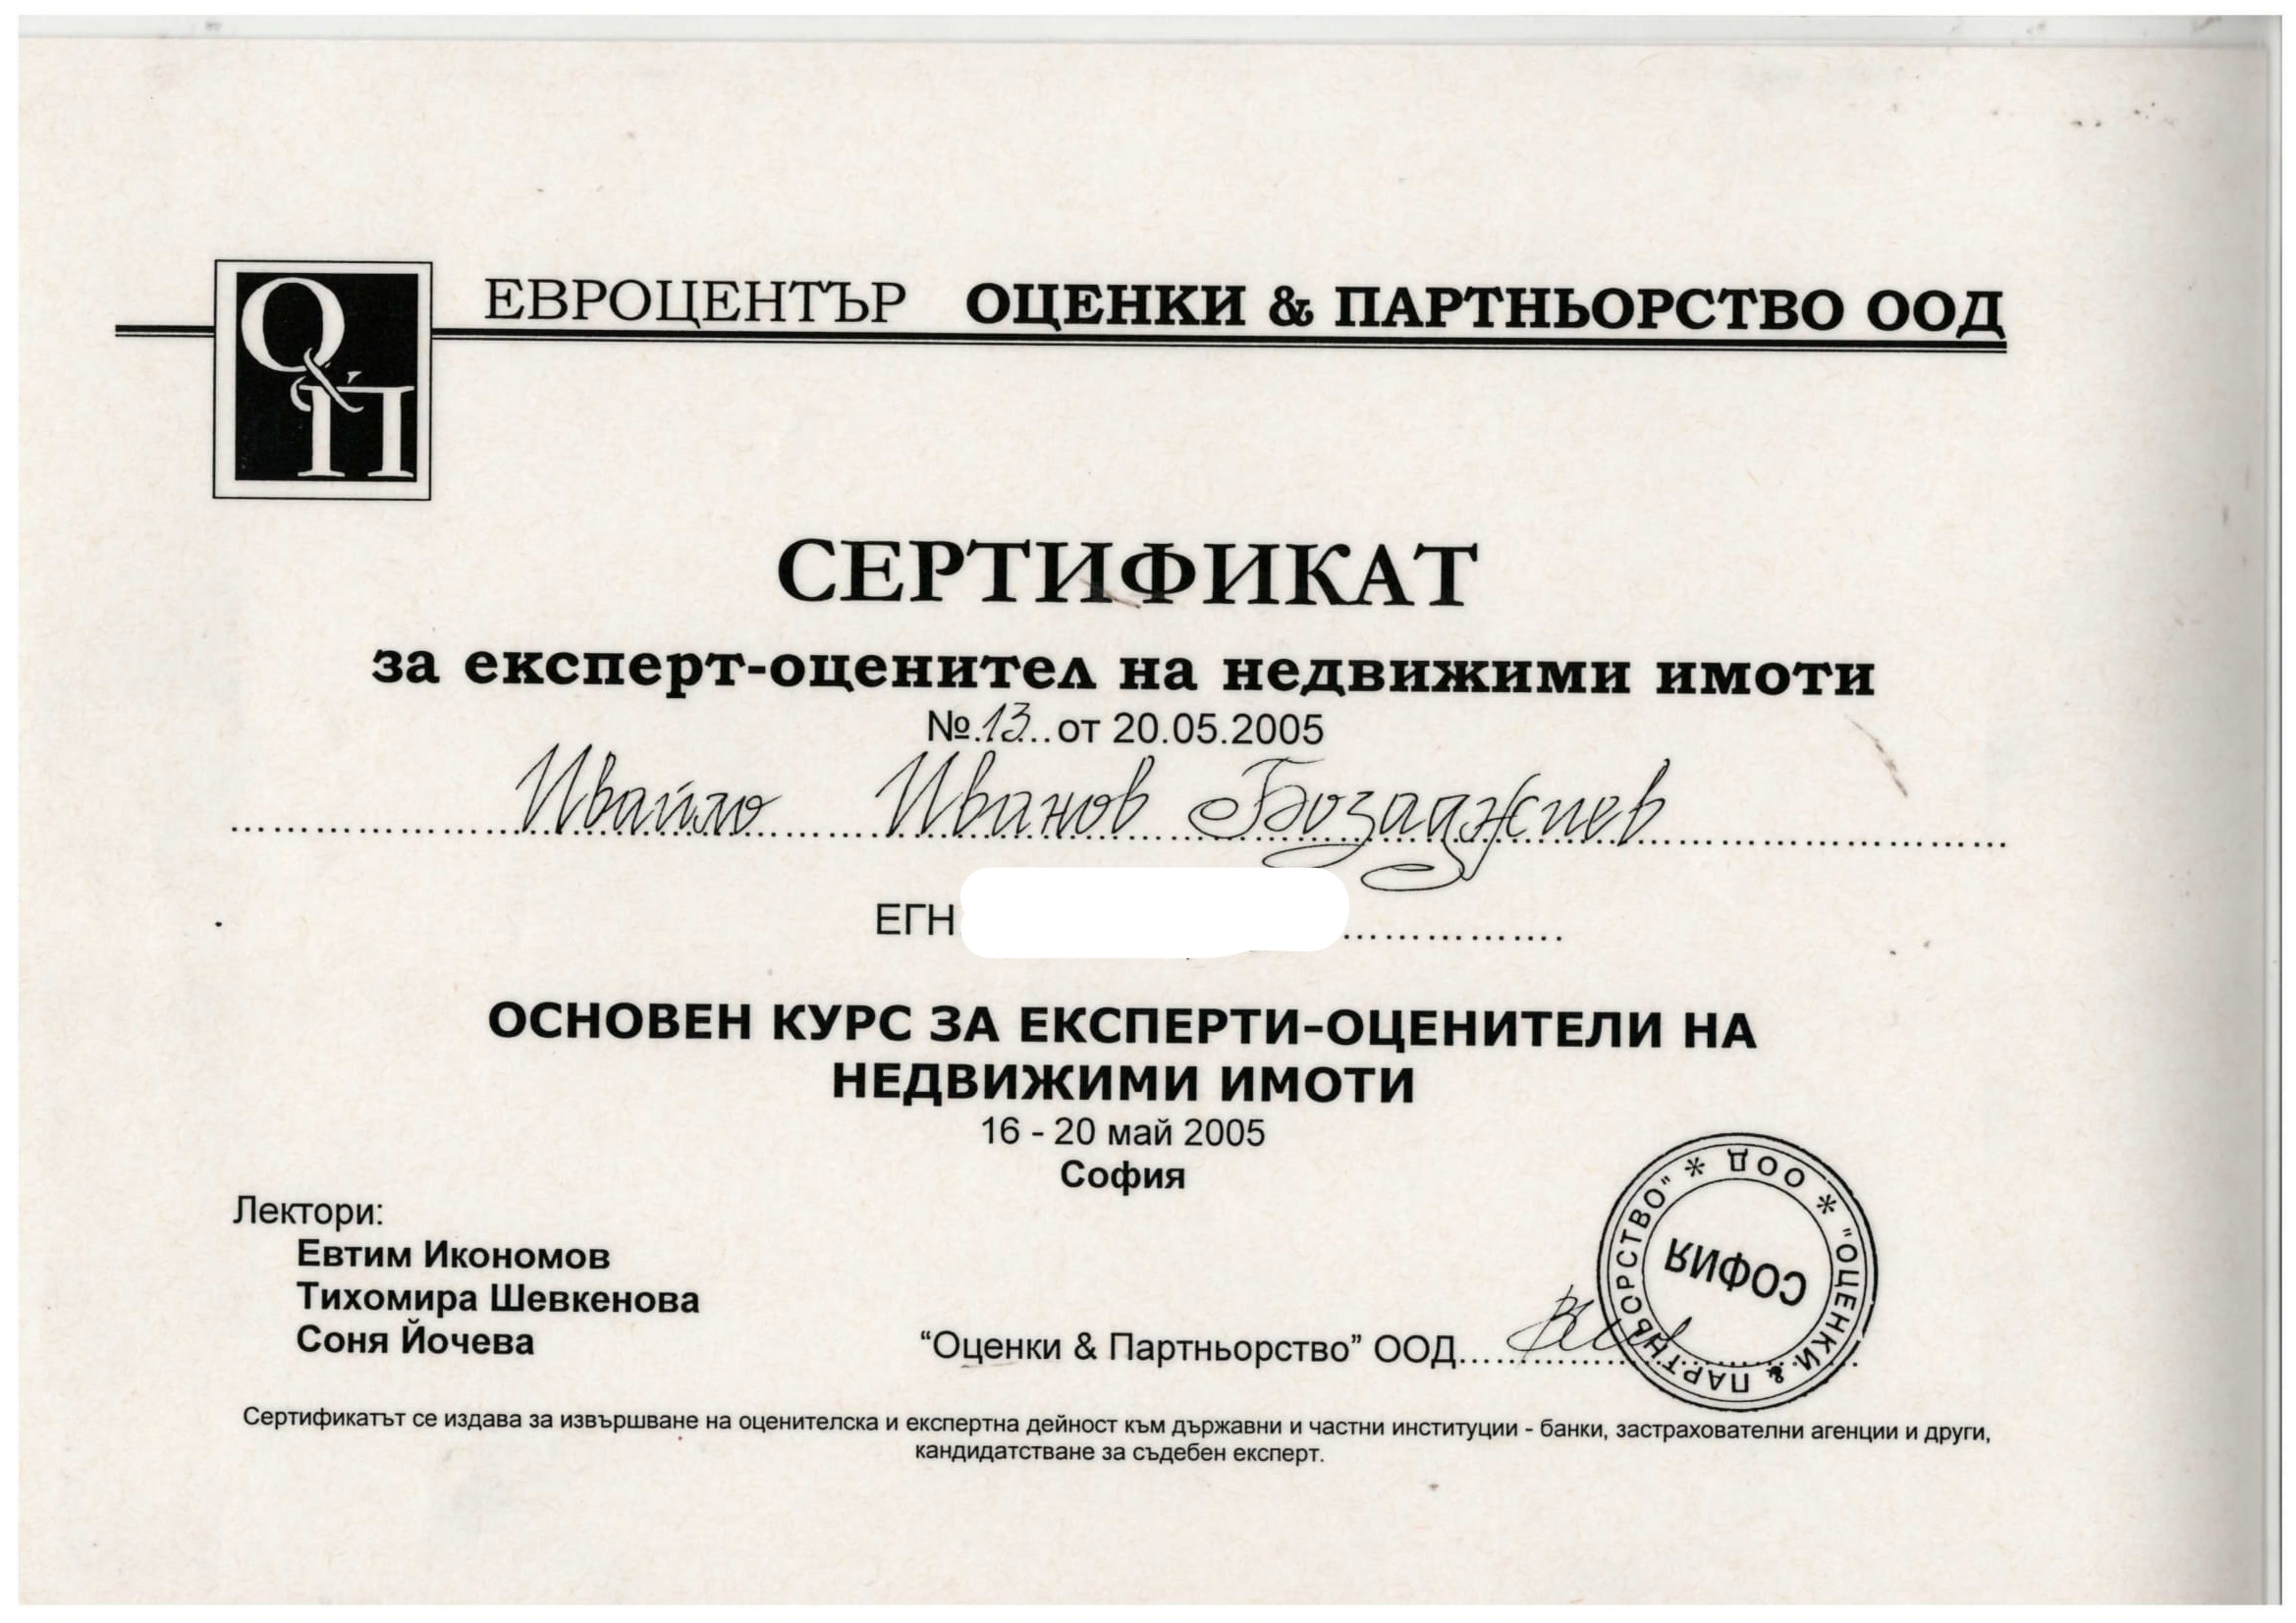 О&П
ЕВРОЦЕНТЪР ОЦЕНКИ & ПАРТНЬОРСТВО ООД
СЕРТИФИКАТ
за експерт-оценител на недвижими имоти
№.13...от 20.05.2005
Ивайло Иванов Бозаджиев
ЕГН
ОСНОВЕН КУРС ЗА ЕКСПЕРТИ-ОЦЕНИТЕЛИ НА
НЕДВИЖИМИ ИМОТИ
16 - 20 май 2005
София
Лектори:
Евтим Икономов
Тихомира Шевкенова
Соня Йочева
“Оценки & Партньорство” ООД
"ОЦЕНКИ & ПАРТНЬОРСТВО" * ООД *
СОФИЯ
Сертификатът се издава за извършване на оценителска и експертна дейност към държавни и частни институции - банки, застрахователни агенции и други,
кандидатстване за съдебен експерт.